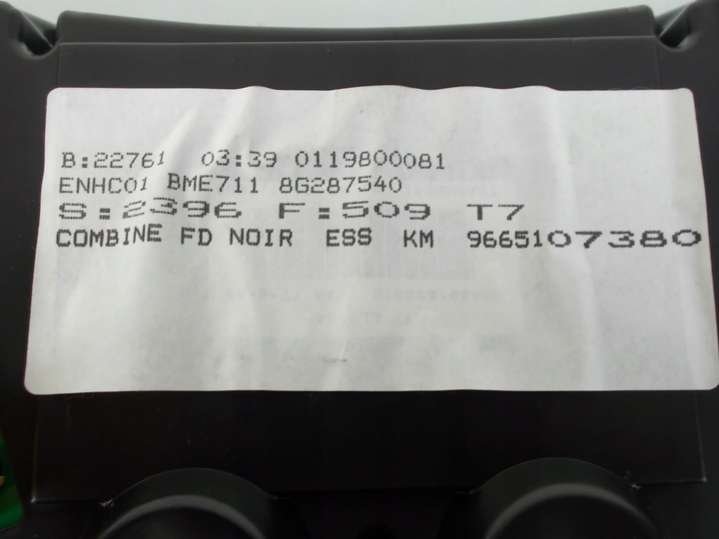 B:22761 03:39 0119800081
ENHC01 BME711 8G287540
S:2396 F:509 T7
COMBINE FD NOIR ESS KM 9665107380